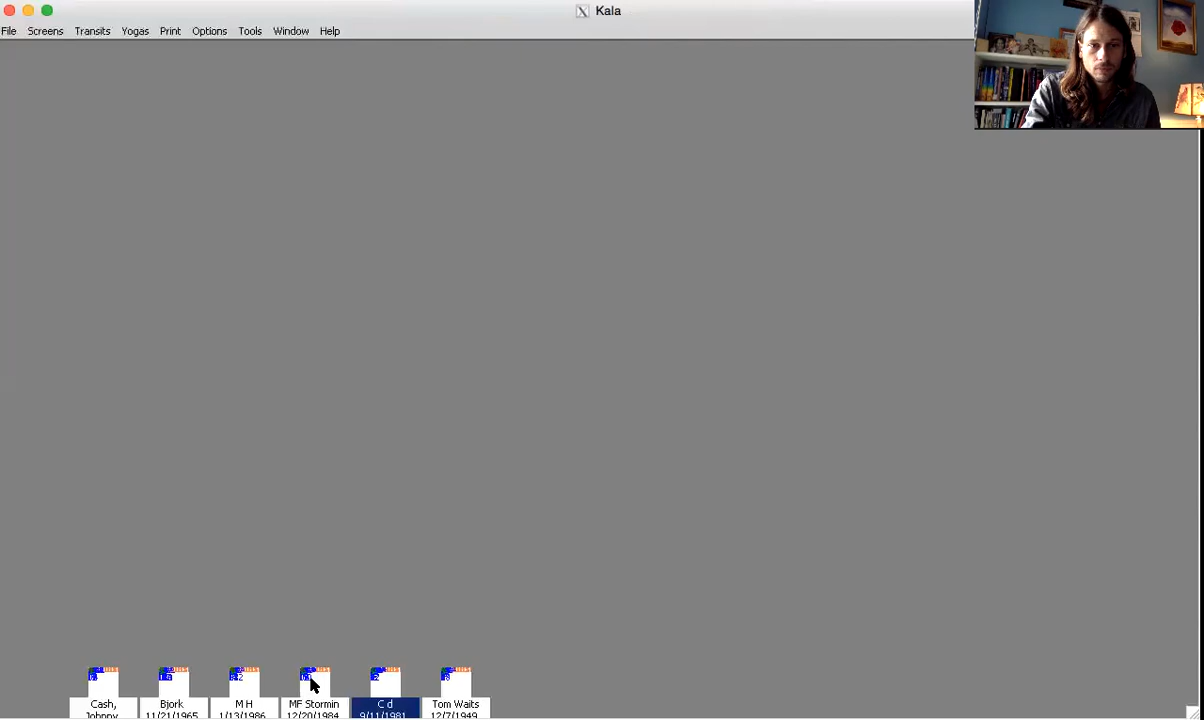 Kala
File Screens Transits Yogas Print Options Tools Window Help
Cash, Johnny
Bjork 11/21/1965
M H 1/13/1986
MF Stormin 12/20/1984
C d 9/11/1981
Tom Waits 12/7/1949